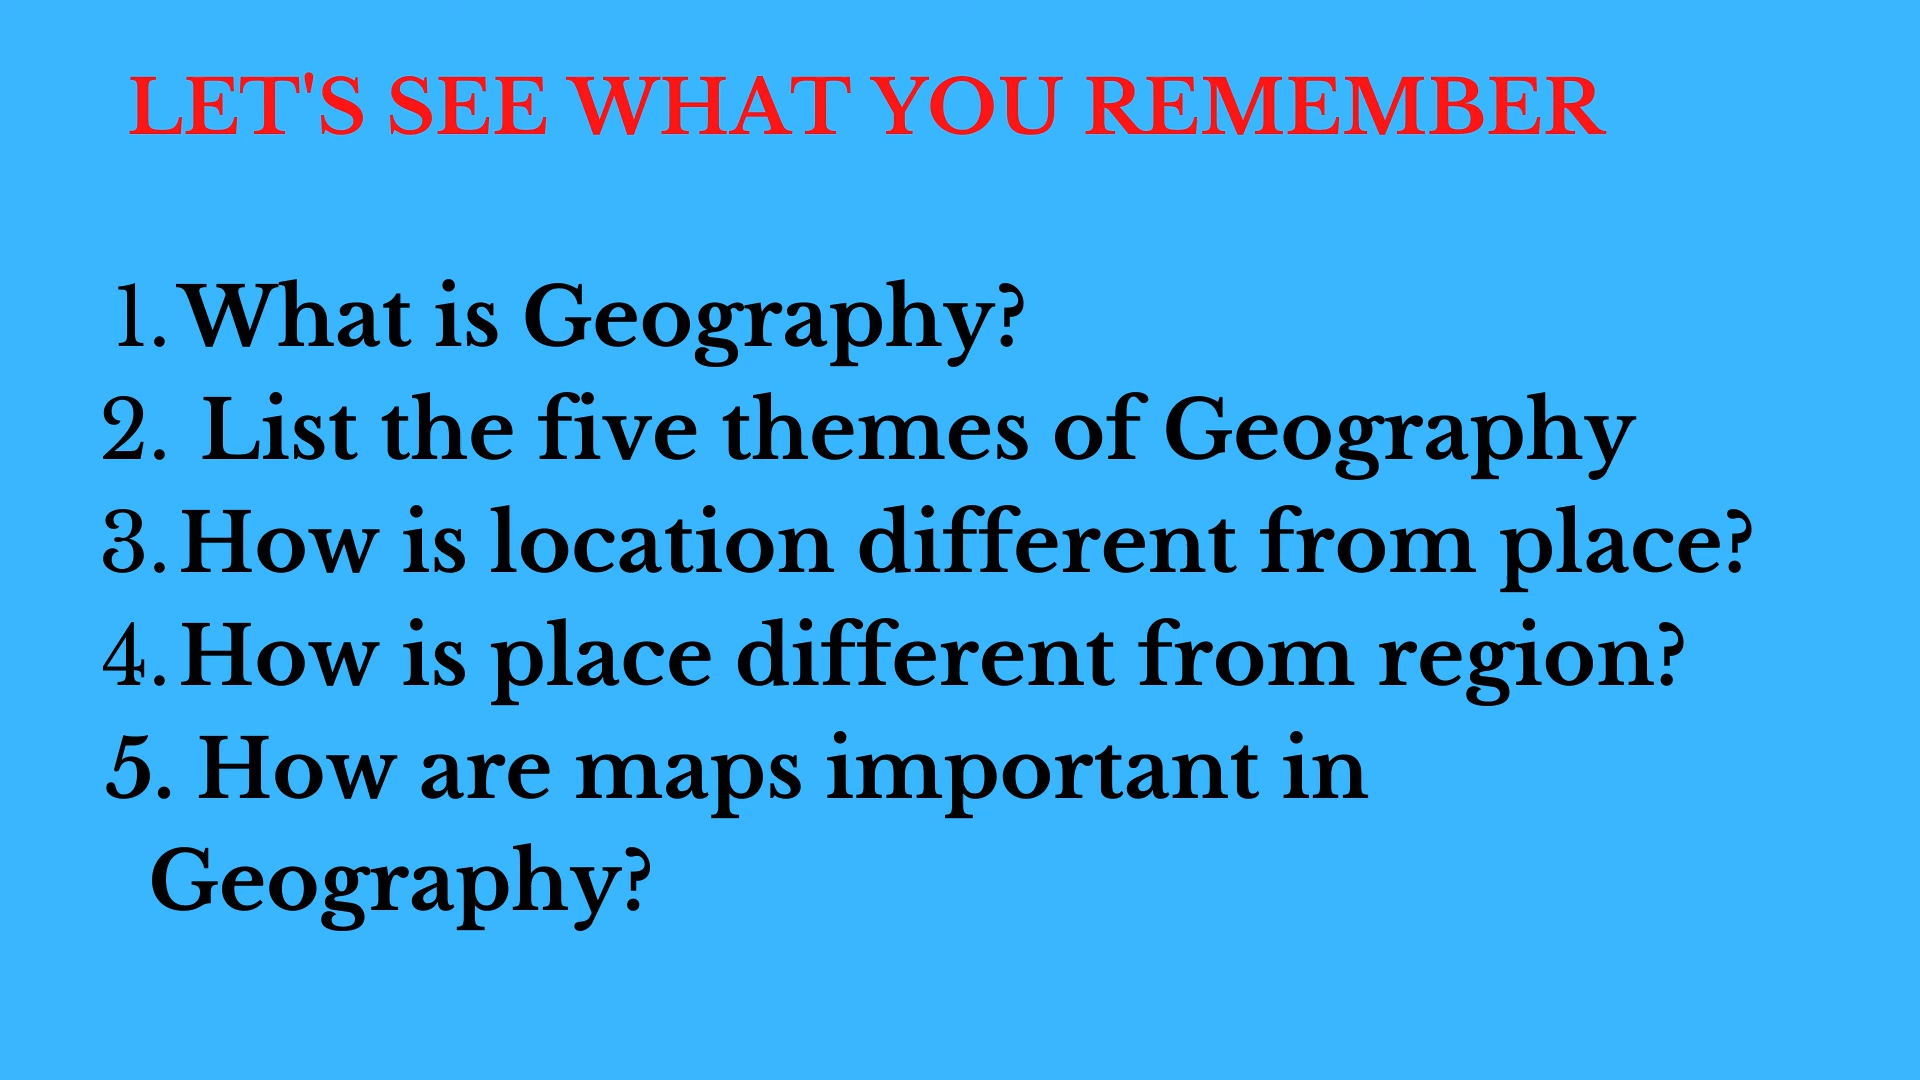 LET'S SEE WHAT YOU REMEMBER
1. What is Geography?
2. List the five themes of Geography
3. How is location different from place?
4. How is place different from region?
5. How are maps important in
Geography?